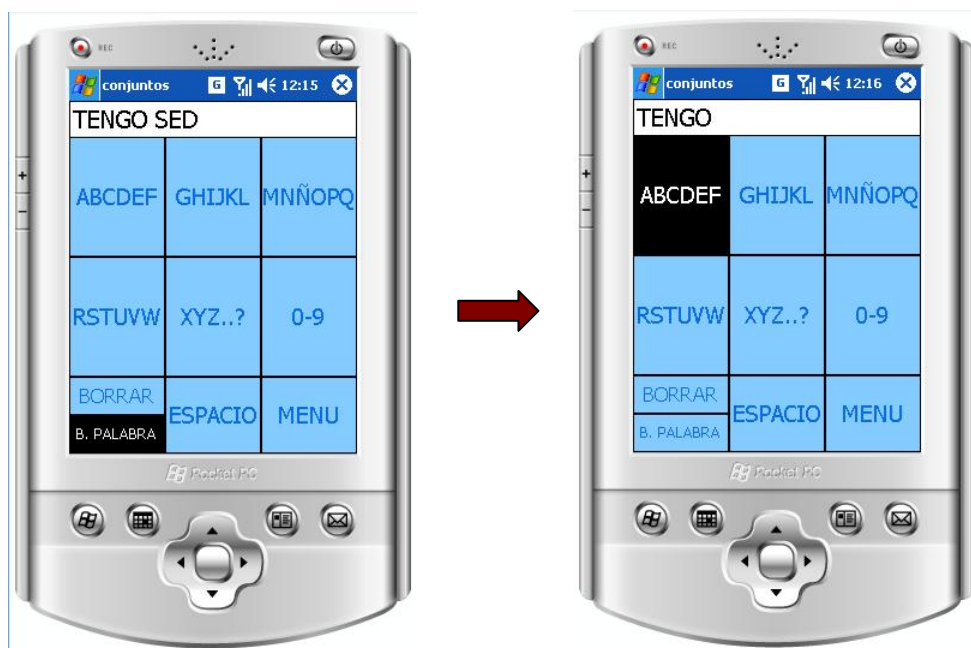 REC
conjuntos G 12:15
TENGO SED
ABCDEF GHIJKL MNÑOPQ
RSTUVW XYZ..? 0-9
BORRAR
B. PALABRA
ESPACIO MENU
Pocket PC
REC
conjuntos G 12:16
TENGO
ABCDEF GHIJKL MNÑOPQ
RSTUVW XYZ..? 0-9
BORRAR
B. PALABRA
ESPACIO MENU
Pocket PC